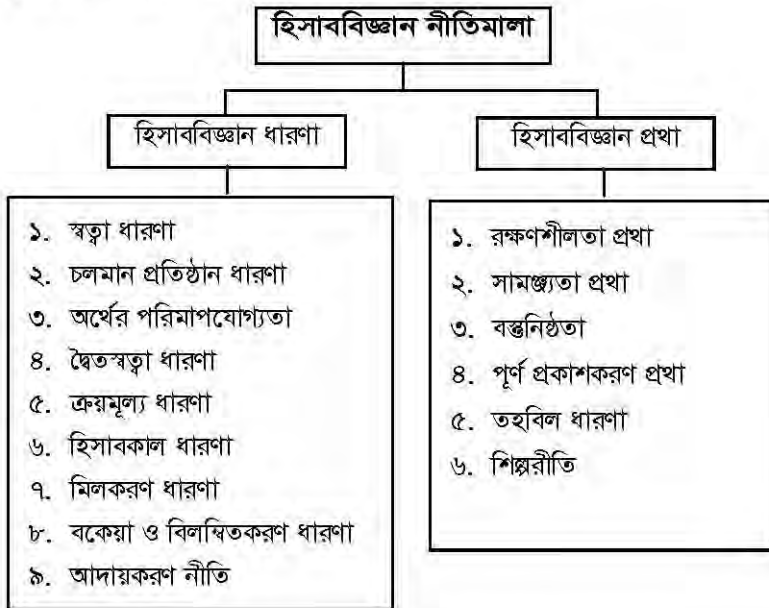 হিসাববিজ্ঞান নীতিমালা
হিসাববিজ্ঞান ধারণা
১. স্বত্বা ধারণা
২. চলমান প্রতিষ্ঠান ধারণা
৩. অর্থের পরিমাপযোগ্যতা
৪. দ্বৈতস্বত্বা ধারণা
৫. ক্রয়মূল্য ধারণা
৬. হিসাবকাল ধারণা
৭. মিলকরণ ধারণা
৮. বকেয়া ও বিলম্বিতকরণ ধারণা
৯. আদায়করণ নীতি
হিসাববিজ্ঞান প্রথা
১. রক্ষণশীলতা প্রথা
২. সামঞ্জ্যতা প্রথা
৩. বস্তুনিষ্ঠতা
৪. পূর্ণ প্রকাশকরণ প্রথা
৫. তহবিল ধারণা
৬. শিল্পরীতি